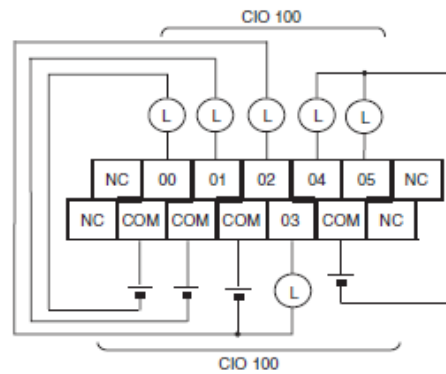 CIO 100
L L L L L
NC 00 01 02 04 05 NC
NC COM COM COM 03 COM NC
L
CIO 100